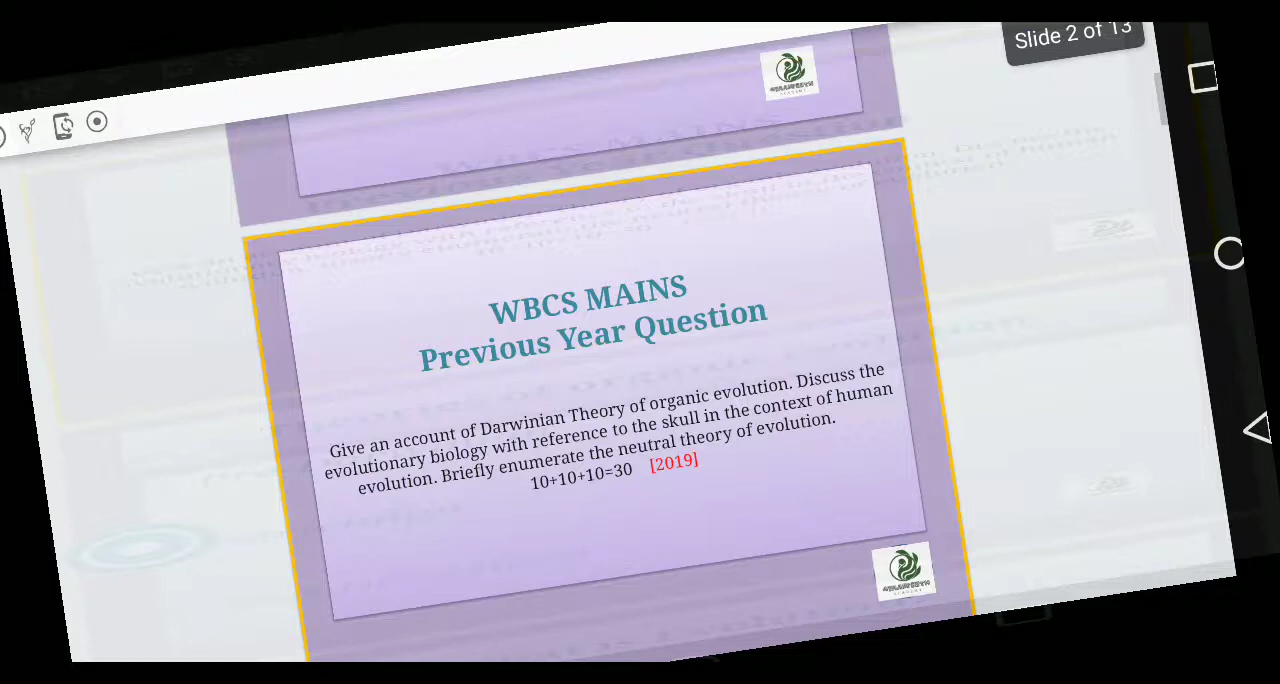 Slide 2 of 13
WBCS MAINS
Previous Year Question
Give an account of Darwinian Theory of organic evolution. Discuss the
evolutionary biology with reference to the skull in the context of human
evolution. Briefly enumerate the neutral theory of evolution.
10+10+10=30 [2019]